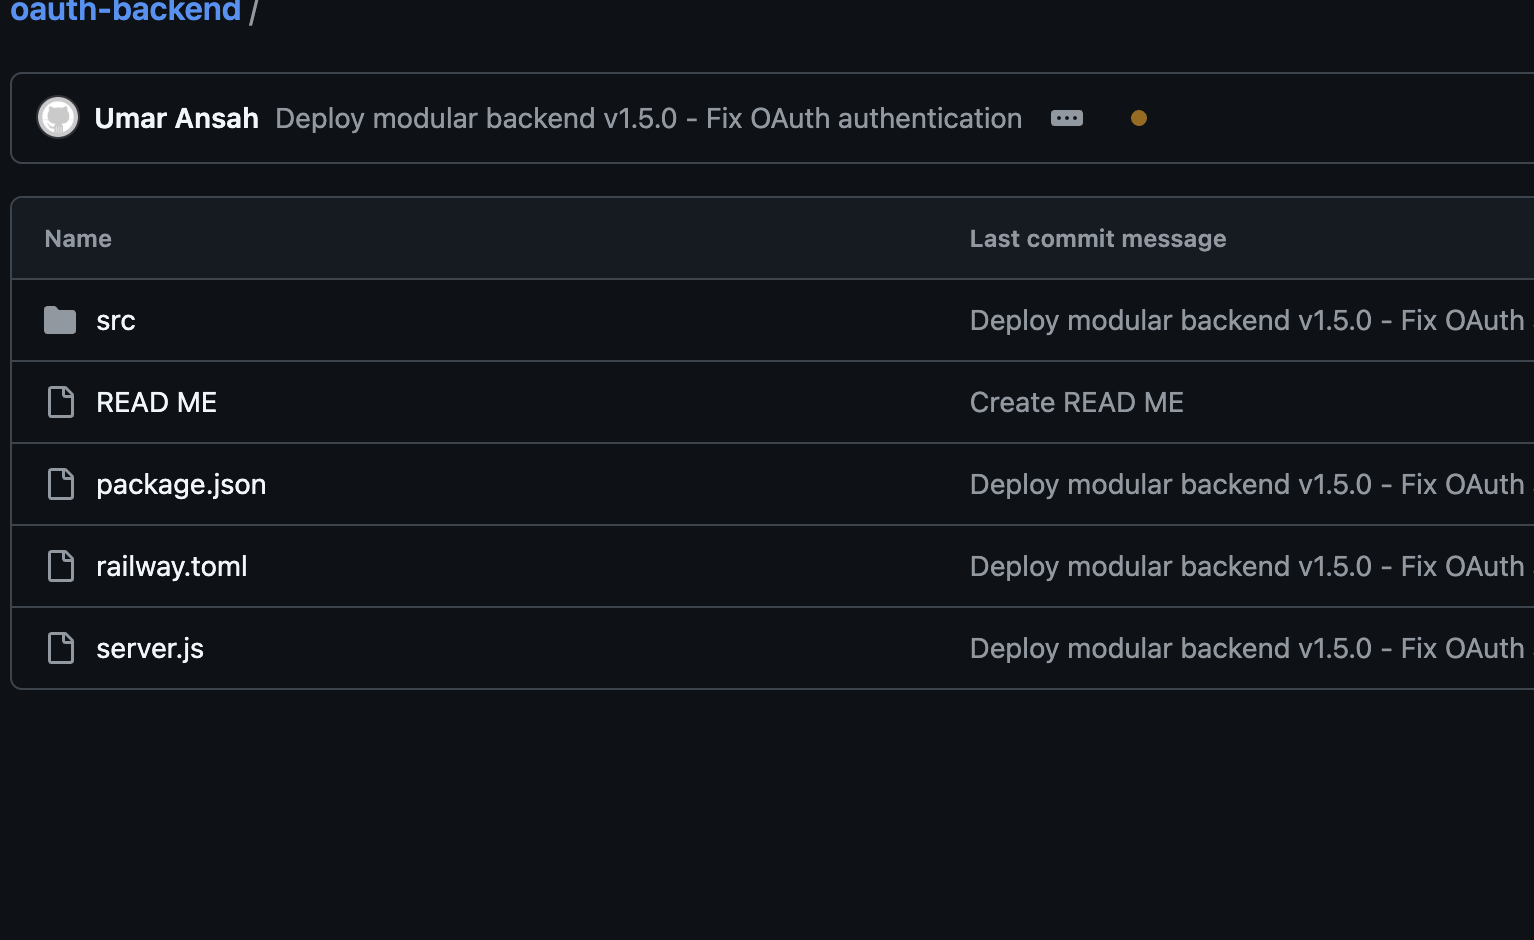 oauth-backend /
Umar Ansah Deploy modular backend v1.5.0 - Fix OAuth authentication
Name Last commit message
src Deploy modular backend v1.5.0 - Fix OAuth
READ ME Create READ ME
package.json Deploy modular backend v1.5.0 - Fix OAuth
railway.toml Deploy modular backend v1.5.0 - Fix OAuth
server.js Deploy modular backend v1.5.0 - Fix OAuth